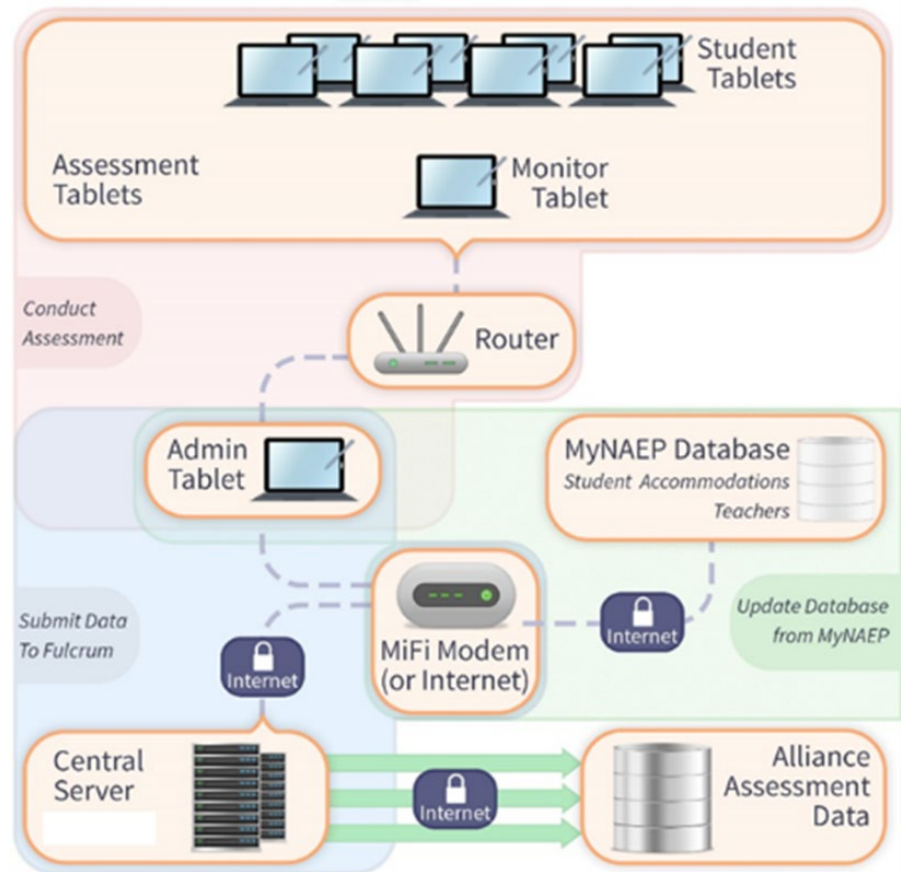 Student
Tablets
Assessment
Tablets
Monitor
Tablet
Conduct
Assessment
Router
Admin
Tablet
MyNAEP Database
Student Accommodations
Teachers
Submit Data
To Fulcrum
Internet
MiFi Modem
(or Internet)
Internet
Update Database
from MyNAEP
Central
Server
Internet
Alliance
Assessment
Data